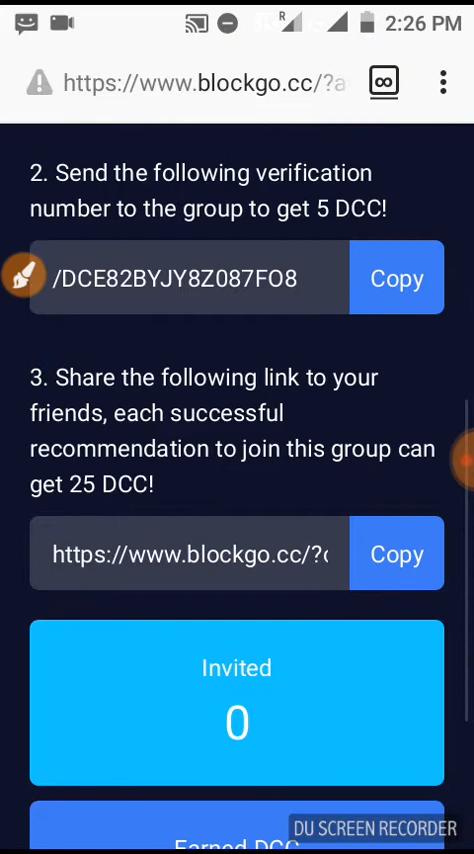 R
2:26 PM
https://www.blockgo.cc/?a
2. Send the following verification
number to the group to get 5 DCC!
/DCE82BYJY8Z087FO8
Copy
3. Share the following link to your
friends, each successful
recommendation to join this group can
get 25 DCC!
https://www.blockgo.cc/?c
Copy
Invited
0
Earned DCC
DU SCREEN RECORDER